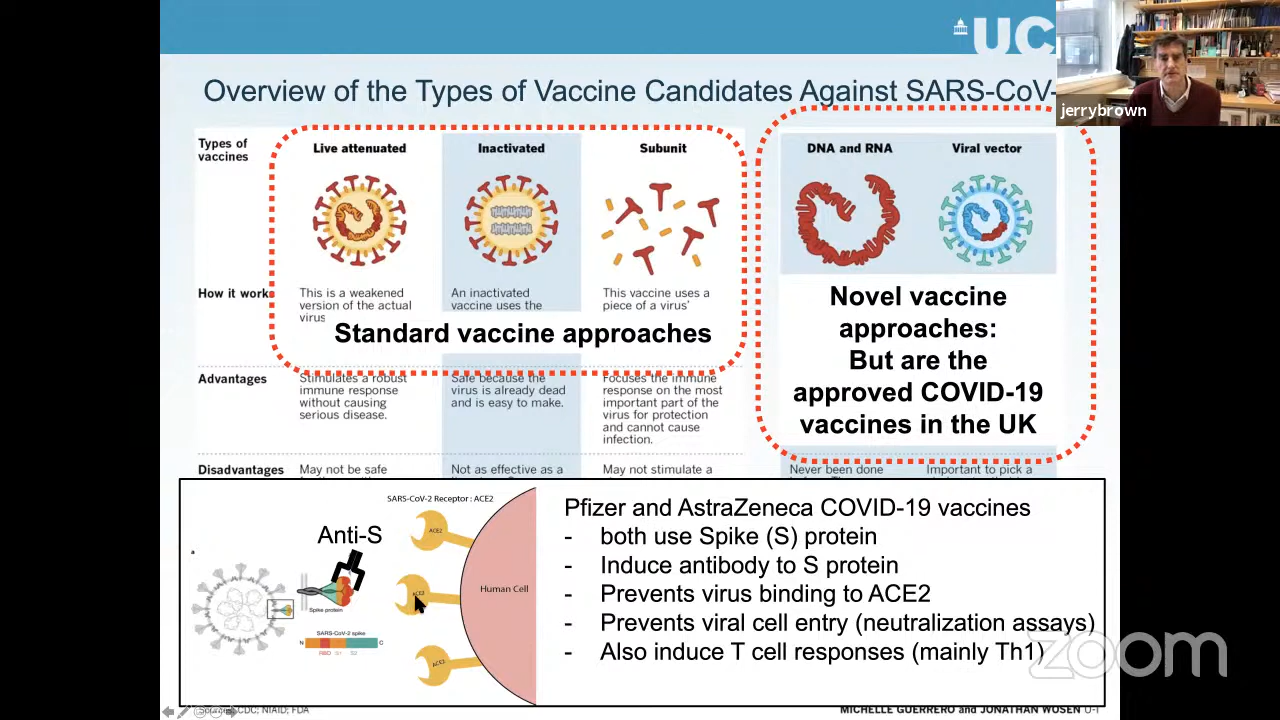 UC
jerrybrown
Overview of the Types of Vaccine Candidates Against SARS-CoV-
Types of
vaccines
Live attenuated
Inactivated
Subunit
DNA and RNA
Viral vector
How it works
This is a weakened
version of the actual
virus
An inactivated
vaccine uses the
This vaccine uses a
piece of a virus'
Standard vaccine approaches
Novel vaccine
approaches:
But are the
approved COVID-19
vaccines in the UK
Advantages
Stimulates a robust
immune response
without causing
serious disease.
Safe because the
virus is already dead
and is easy to make.
Focuses the immune
response on the most
important part of the
virus for protection
and cannot cause
infection.
Disadvantages
May not be safe
Not as effective as a
May not stimulate a
Never been done
Important to pick a
SARS-CoV-2 Receptor: ACE2
Anti-S
a
ACE2
ACE2
ACE2
Human Cell
Spike protein
SARS-CoV-2 spike
N
C
RBD
S1
S2
Pfizer and AstraZeneca COVID-19 vaccines
- both use Spike (S) protein
- Induce antibody to S protein
- Prevents virus binding to ACE2
- Prevents viral cell entry (neutralization assays)
- Also induce T cell responses (mainly Th1)
zoom
CDC; NIAID; FDA
MICHELLE GUERRERO and JONATHAN WOSEN U-T